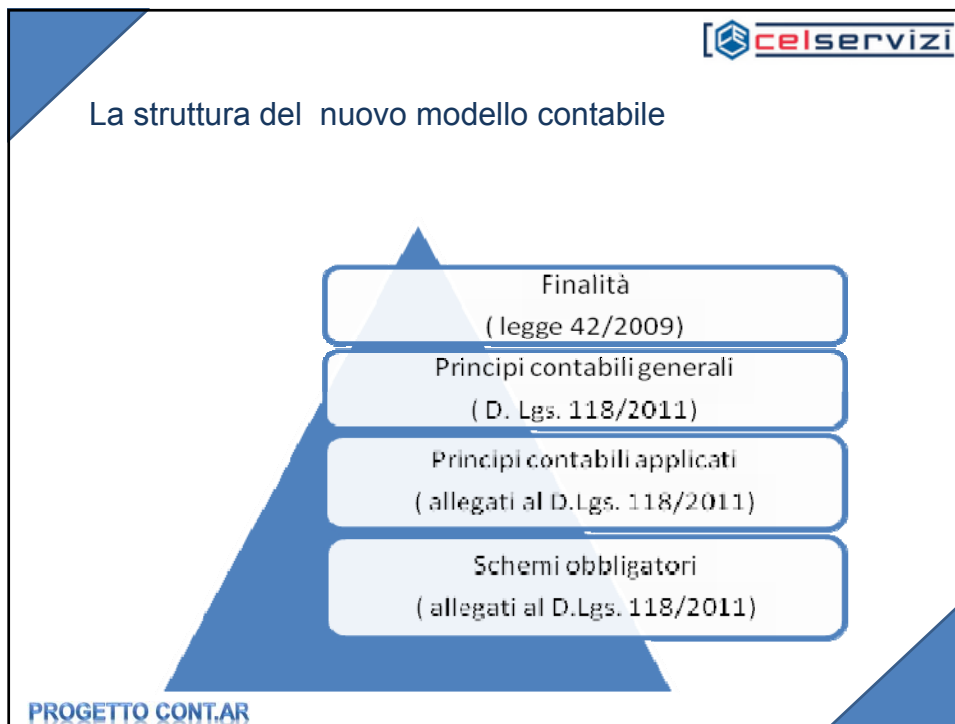 celservizi
La struttura del nuovo modello contabile
Finalità
( legge 42/2009)
Principi contabili generali
( D. Lgs. 118/2011)
Principi contabili applicati
( allegati al D.Lgs. 118/2011)
Schemi obbligatori
( allegati al D.Lgs. 118/2011)
PROGETTO CONT.AR